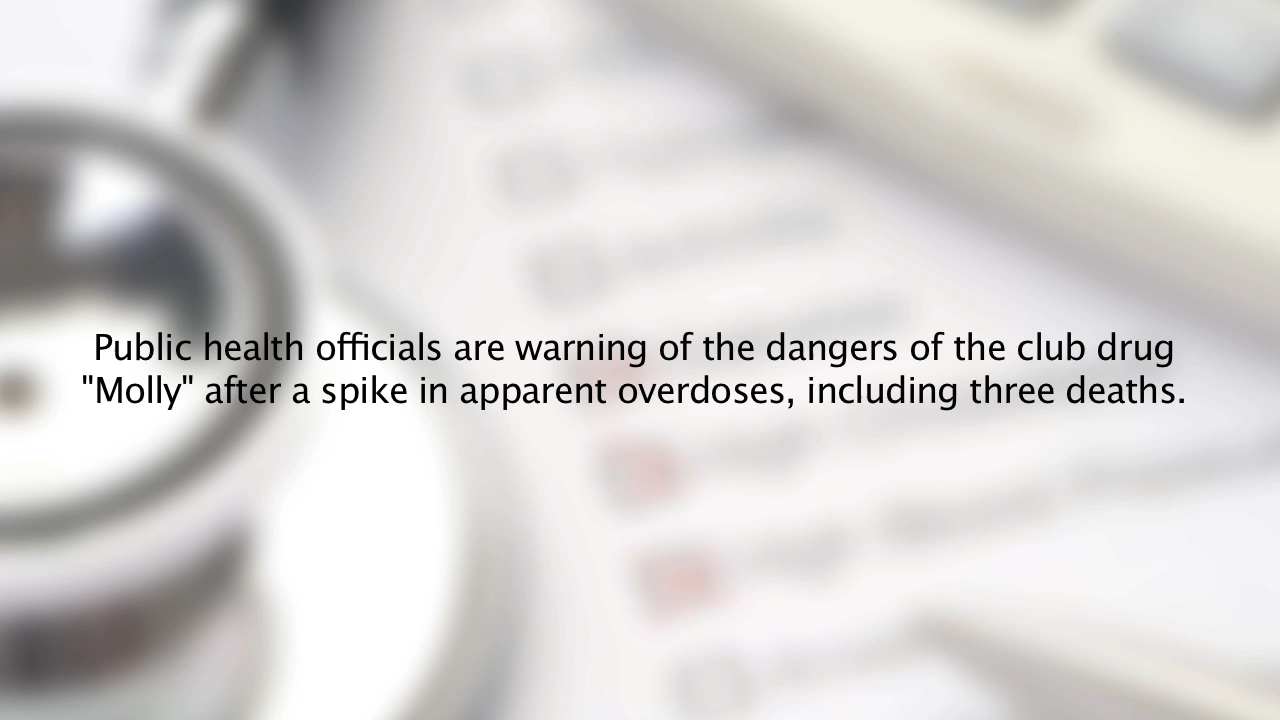 Public health officials are warning of the dangers of the club drug
"Molly" after a spike in apparent overdoses, including three deaths.